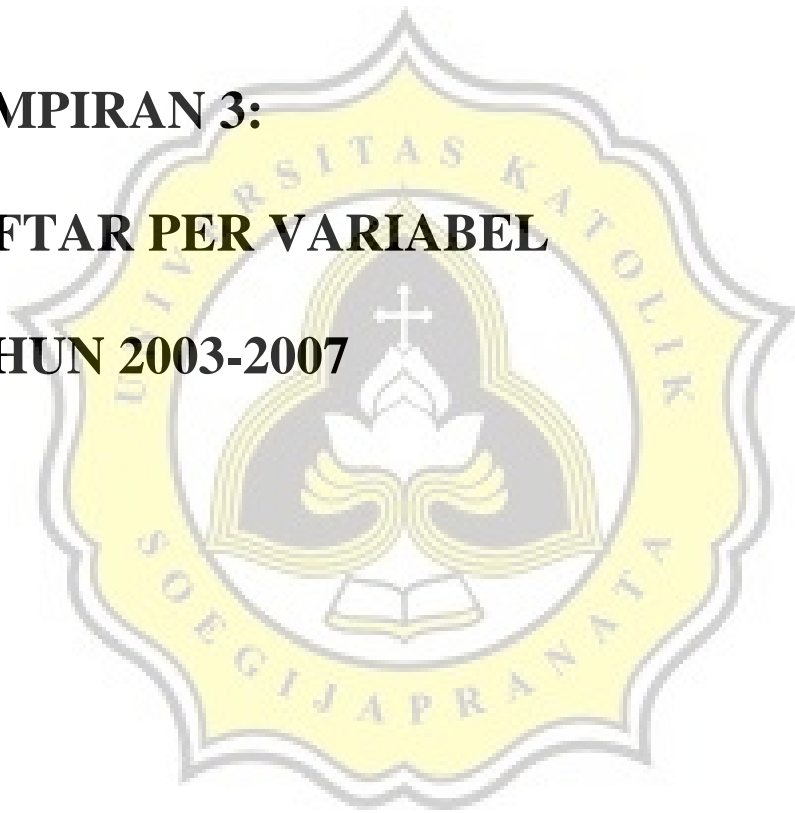 MPIRAN 3:
FTAR PER VARIABEL
HUN 2003-2007
UNIVERSITAS KATOLIK
SOEGIJAPRANATA